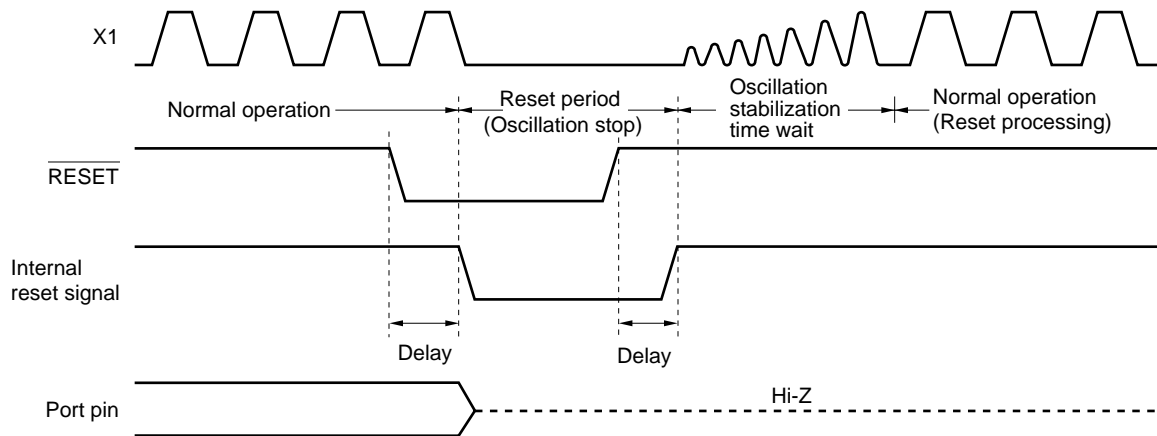 X1
Normal operation
Reset period
(Oscillation stop)
Oscillation
stabilization
time wait
Normal operation
(Reset processing)
RESET
Internal
reset signal
Delay
Delay
Port pin
Hi-Z